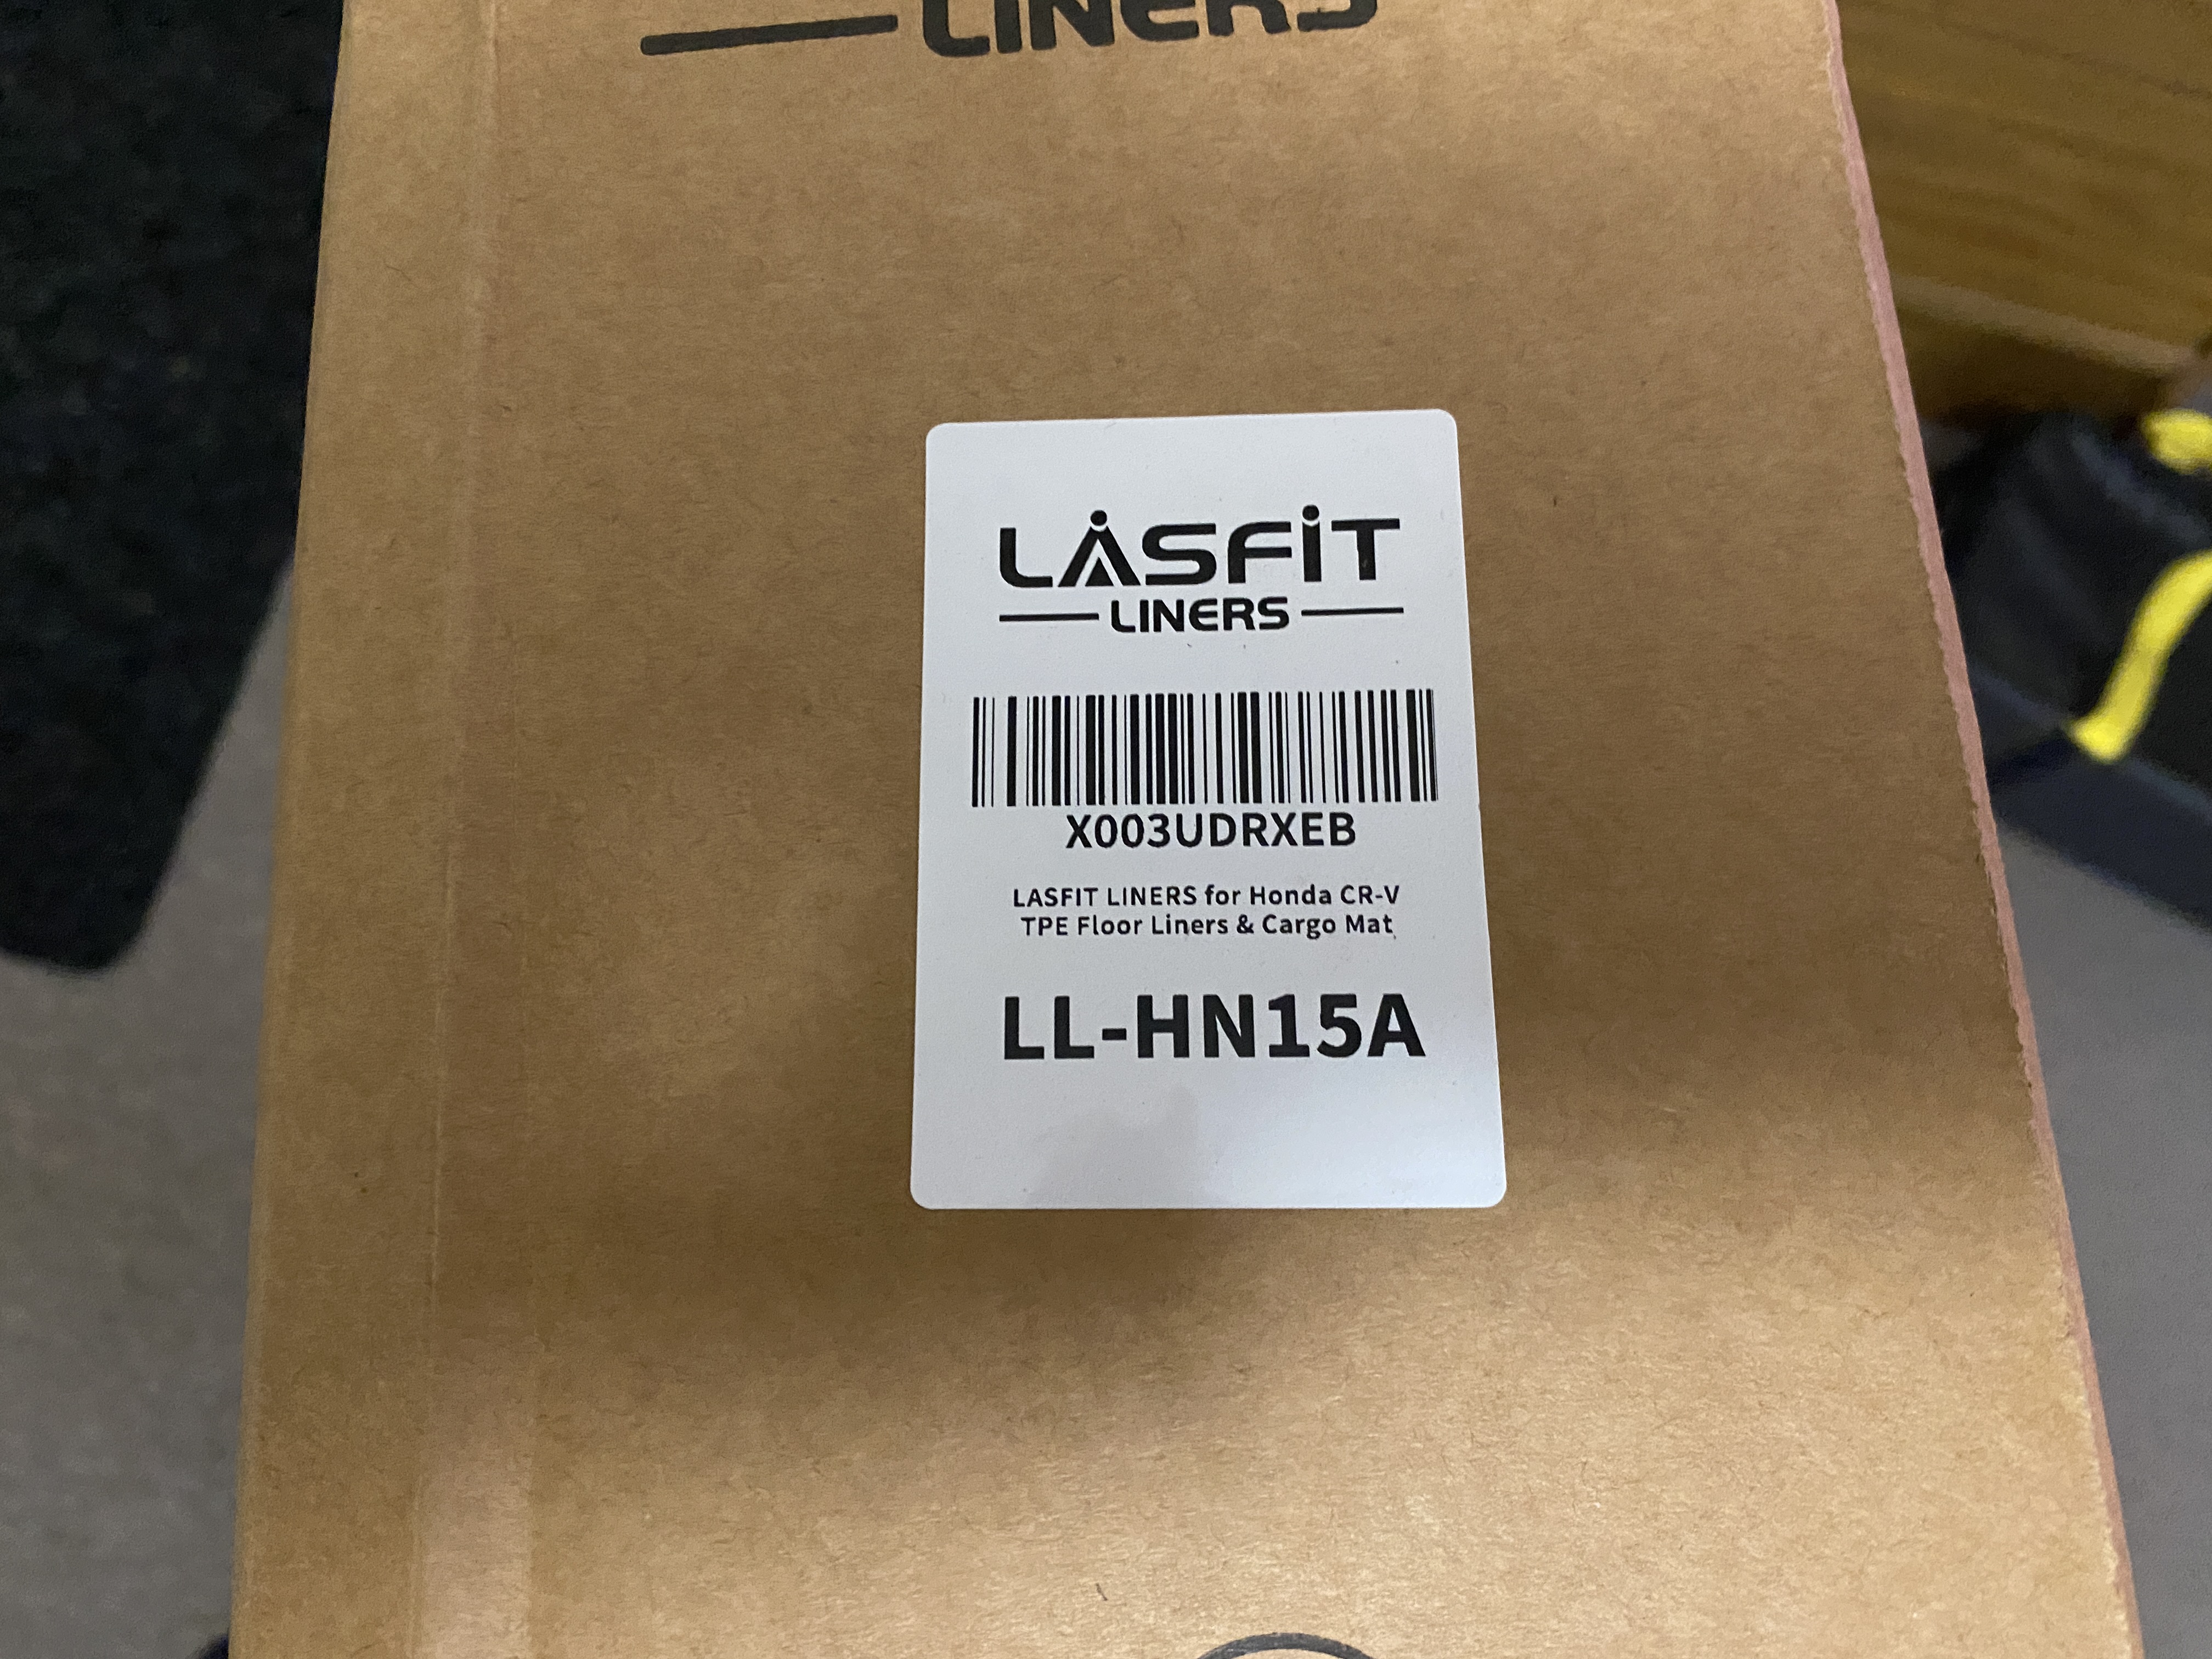 LINERS
LASFIT
LINERS
X003UDRXEB
LASFIT LINERS for Honda CR-V
TPE Floor Liners & Cargo Mat
LL-HN15A